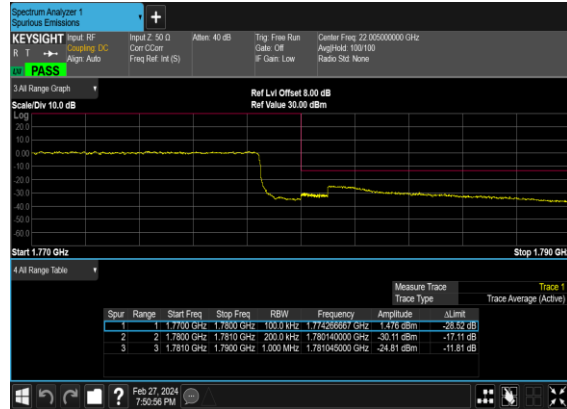 Spectrum Analyzer 1
Spurious Emissions
KEYSIGHT Input: RF Input Z: 50 Ω Atten: 40 dB Trig: Free Run Center Freq: 22.005000000 GHz
R T Coupling: DC Corr CCorr Gate: Off Avg|Hold: 100/100
Align: Auto Freq Ref: Int (S) IF Gain: Low Radio Std: None
PASS
3 All Range Graph
Ref Lvl Offset 8.00 dB
Scale/Div 10.0 dB Ref Value 30.00 dBm
Log
20.0
10.0
0.00
-10.0
-20.0
-30.0
-40.0
-50.0
-60.0
Start 1.770 GHz Stop 1.790 GH
4 All Range Table
Measure Trace Trace 1
Trace Type Trace Average (Active)
Spur Range Start Freq Stop Freq RBW Frequency Amplitude ΔLimit
1 1 1.7700 GHz 1.7800 GHz 100.0 kHz 1.774266667 GHz 1.476 dBm -28.52 dB
2 2 1.7800 GHz 1.7810 GHz 200.0 kHz 1.780140000 GHz -30.11 dBm -17.11 dB
3 3 1.7810 GHz 1.7900 GHz 1.000 MHz 1.781045000 GHz -24.81 dBm -11.81 dB
? Feb 27, 2024
7:50:56 PM